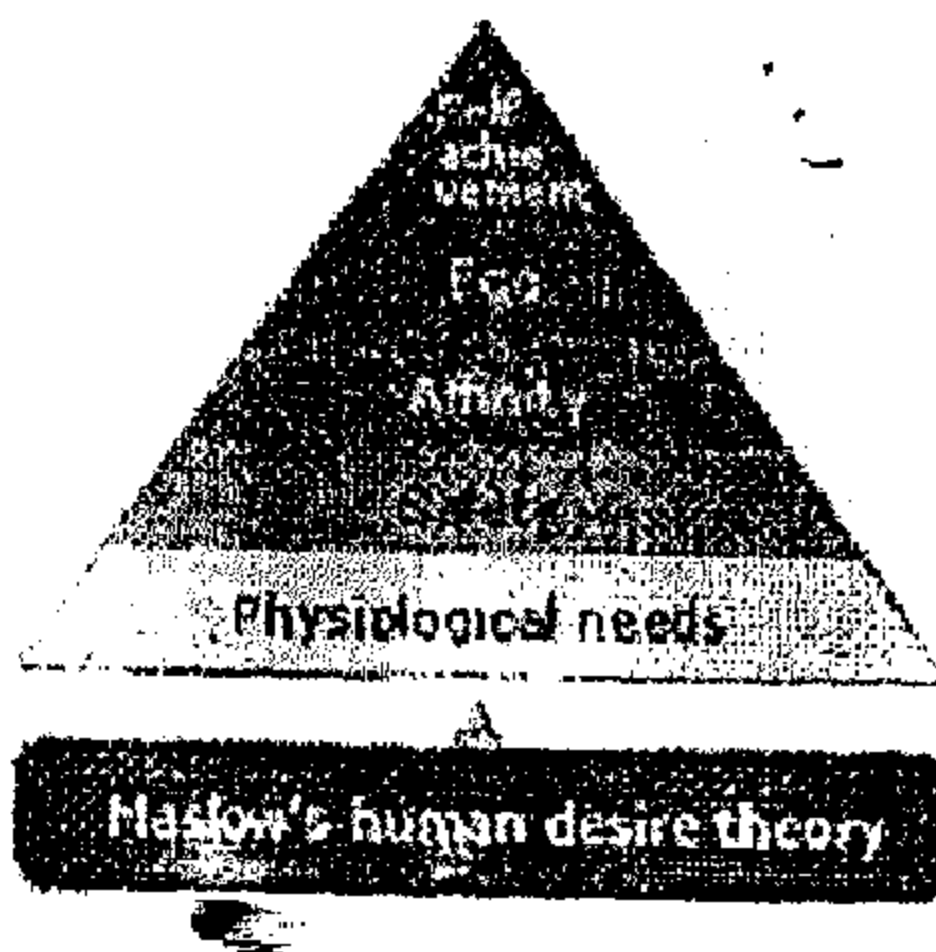 achie
vement
Ego
Affinity
Physiological needs
Maslow's human desire theory